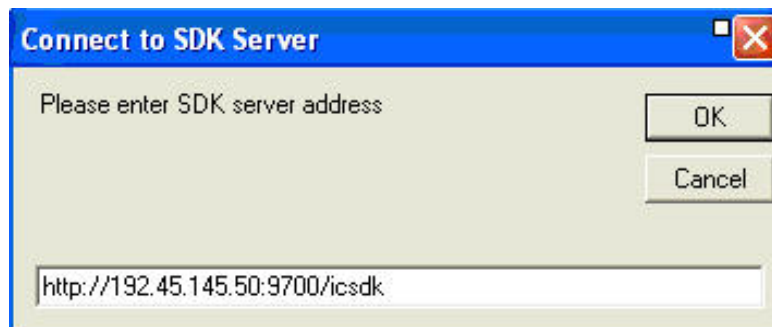 Connect to SDK Server
Please enter SDK server address
OK
Cancel
http://192.45.145.50:9700/icsdk